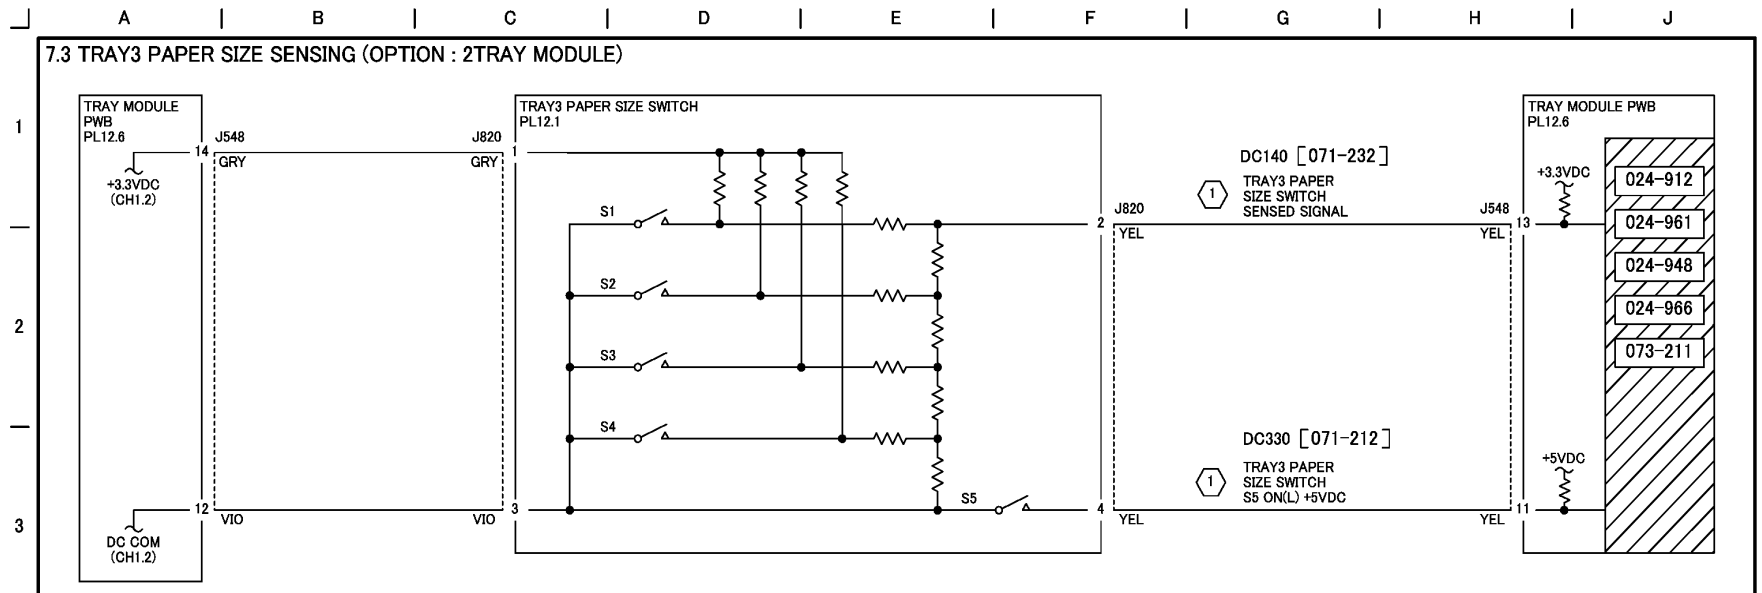 A B C D E F G H J
7.3 TRAY3 PAPER SIZE SENSING (OPTION : 2TRAY MODULE)
1
2
3
TRAY MODULE
PWB
PL12.6
14
J548
GRY
+3.3VDC
(CH1.2)
12
VIO
DC COM
(CH1.2)
J820
GRY
1
VIO
3
TRAY3 PAPER SIZE SWITCH
PL12.1
S1
S2
S3
S4
S5
2
J820
YEL
4
YEL
DC140 [071-232]
1
TRAY3 PAPER
SIZE SWITCH
SENSED SIGNAL
DC330 [071-212]
1
TRAY3 PAPER
SIZE SWITCH
S5 ON(L) +5VDC
J548
YEL
13
YEL
11
TRAY MODULE PWB
PL12.6
+3.3VDC
+5VDC
024-912
024-961
024-948
024-966
073-211